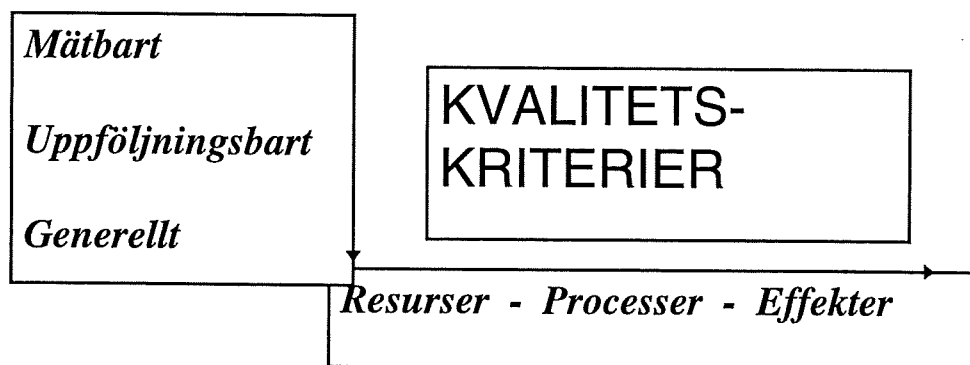 Mätbart
Uppföljningsbart
Generellt
KVALITETS-
KRITERIER
Resurser - Processer - Effekter